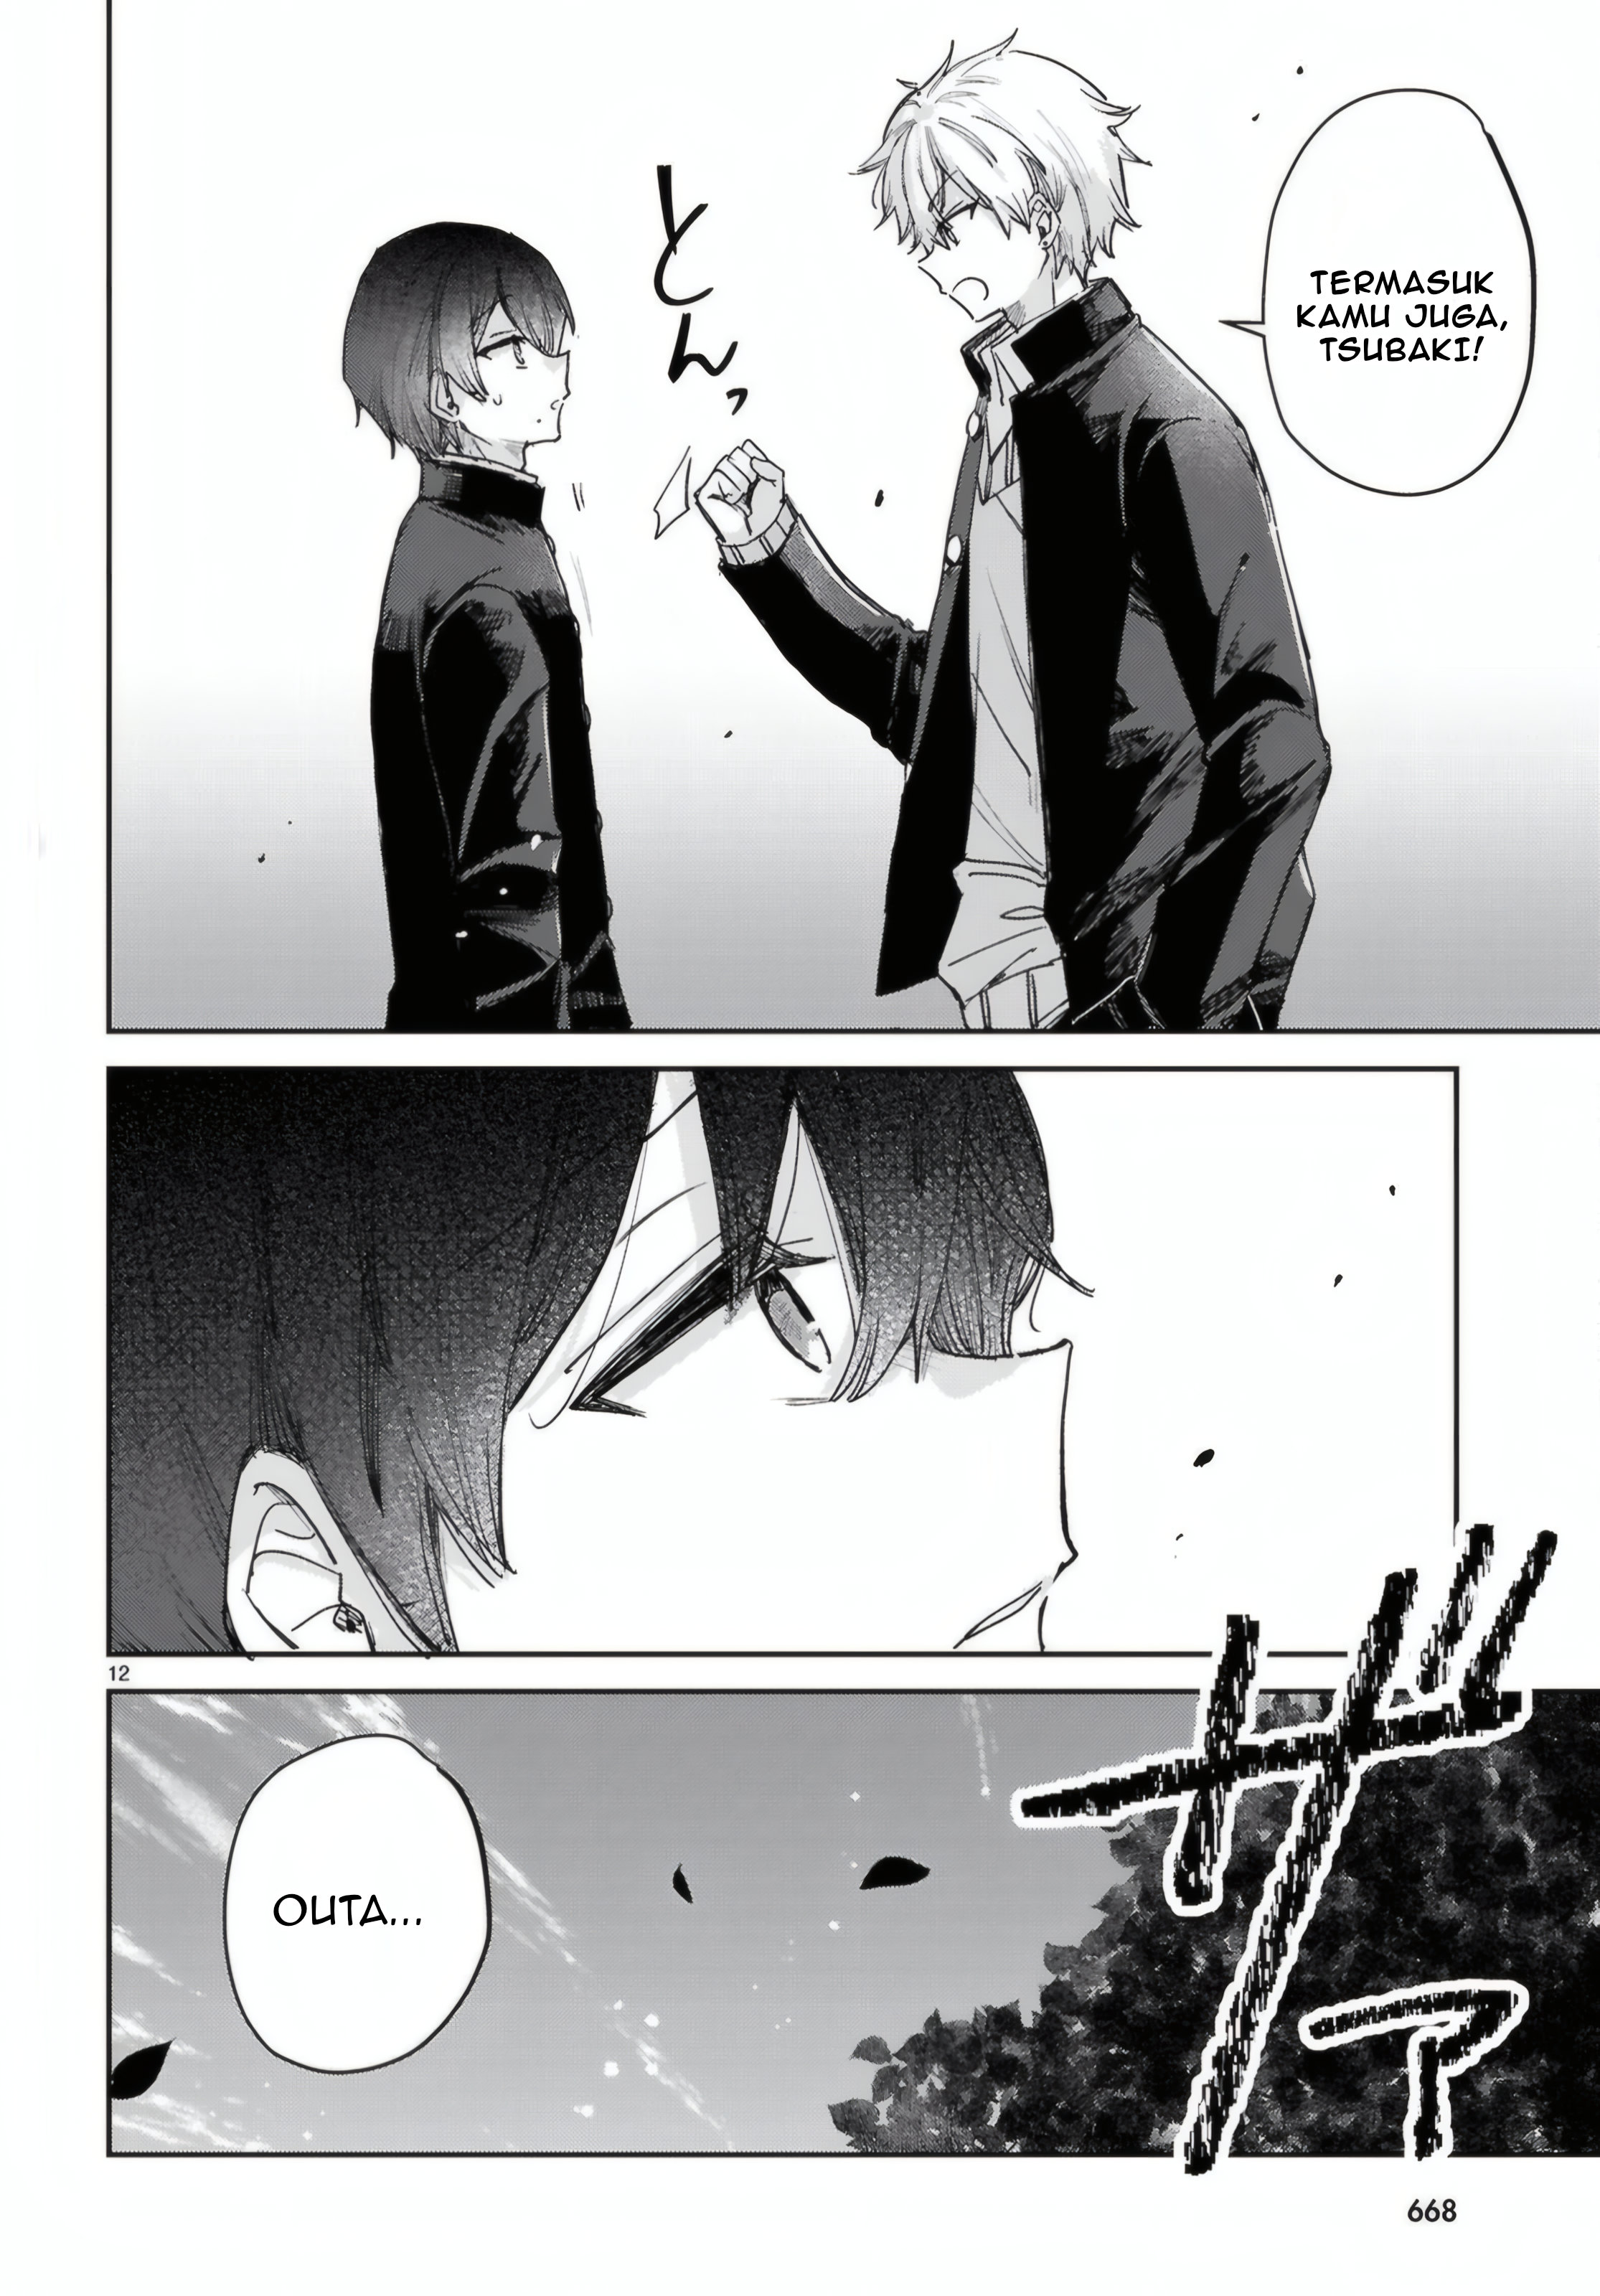 TERMASUK
KAMU JUGA,
TSUBAKI!
とんっ
12
ザァ
OUTA...
668